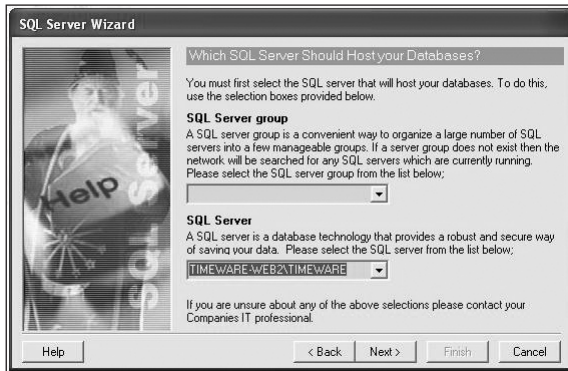 SQL Server Wizard
Which SQL Server Should Host your Databases?
You must first select the SQL server that will host your databases. To do this,
use the selection boxes provided below.
SQL Server group
A SQL server group is a convenient way to organize a large number of SQL
servers into a few manageable groups. If a server group does not exist then the
network will be searched for any SQL servers which are currently running.
Please select the SQL server group from the list below;
SQL Server
A SQL server is a database technology that provides a robust and secure way
of saving your data. Please select the SQL server from the list below;
TIMEWARE-WEB2\TIMEWARE
If you are unsure about any of the above selections please contact your
Companies IT professional.
Help
SQL Server
Help
< Back
Next >
Finish
Cancel